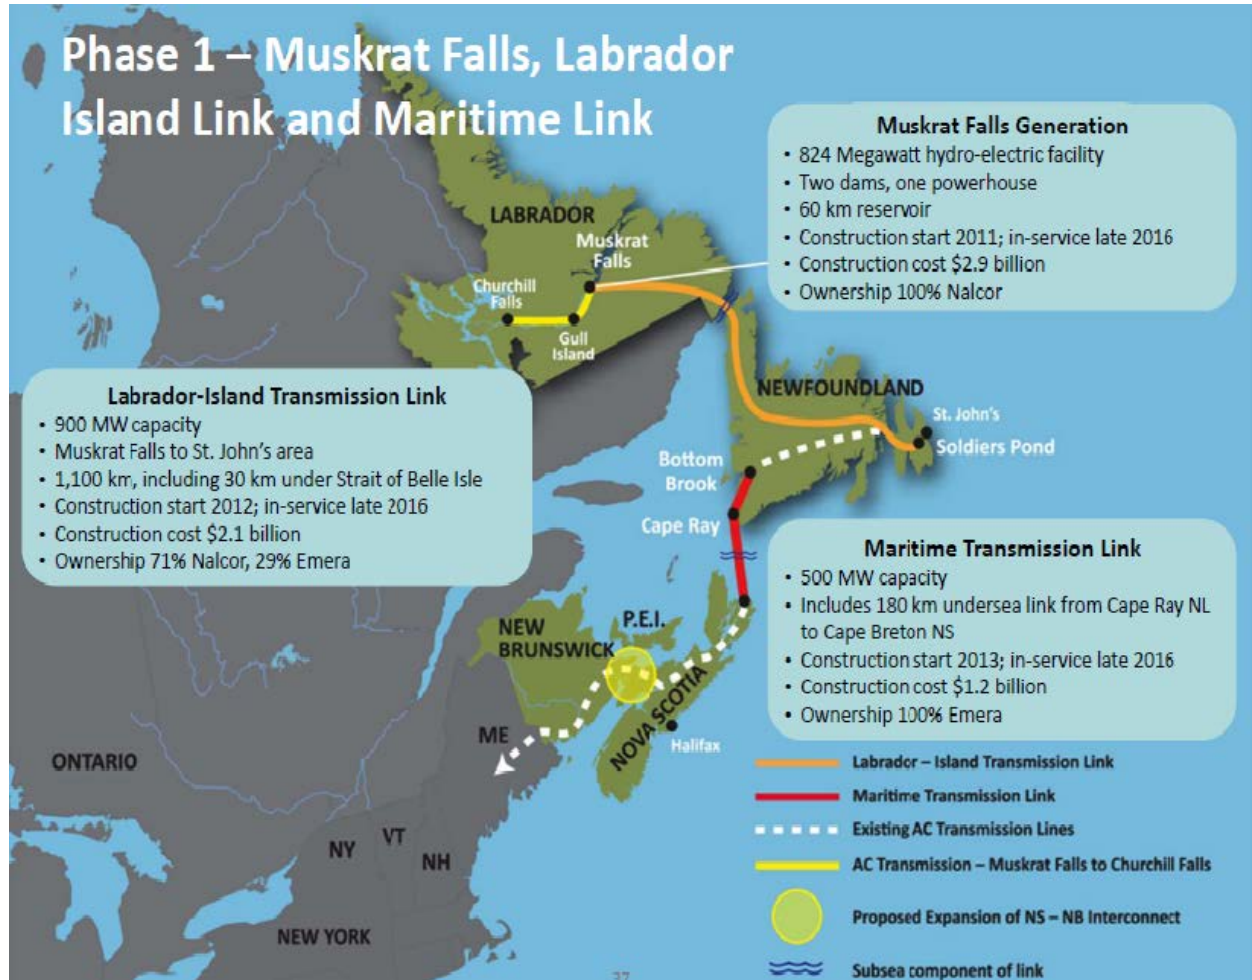 Phase 1 – Muskrat Falls, Labrador
Island Link and Maritime Link
Muskrat Falls Generation
• 824 Megawatt hydro-electric facility
• Two dams, one powerhouse
• 60 km reservoir
• Construction start 2011; in-service late 2016
• Construction cost $2.9 billion
• Ownership 100% Nalcor
LABRADOR
Muskrat
Falls
Churchill
Falls
Gull
Island
Labrador-Island Transmission Link
• 900 MW capacity
• Muskrat Falls to St. John's area
• 1,100 km, including 30 km under Strait of Belle Isle
• Construction start 2012; in-service late 2016
• Construction cost $2.1 billion
• Ownership 71% Nalcor, 29% Emera
NEWFOUNDLAND
St. John's
Soldiers Pond
Bottom
Brook
Cape Ray
Maritime Transmission Link
• 500 MW capacity
• Includes 180 km undersea link from Cape Ray NL
to Cape Breton NS
• Construction start 2013; in-service late 2016
• Construction cost $1.2 billion
• Ownership 100% Emera
P.E.I.
NEW
BRUNSWICK
NOVA SCOTIA
Halifax
ME
ONTARIO
VT
NY
NH
NEW YORK
Labrador – Island Transmission Link
Maritime Transmission Link
Existing AC Transmission Lines
AC Transmission – Muskrat Falls to Churchill Falls
Proposed Expansion of NS – NB Interconnect
Subsea component of link